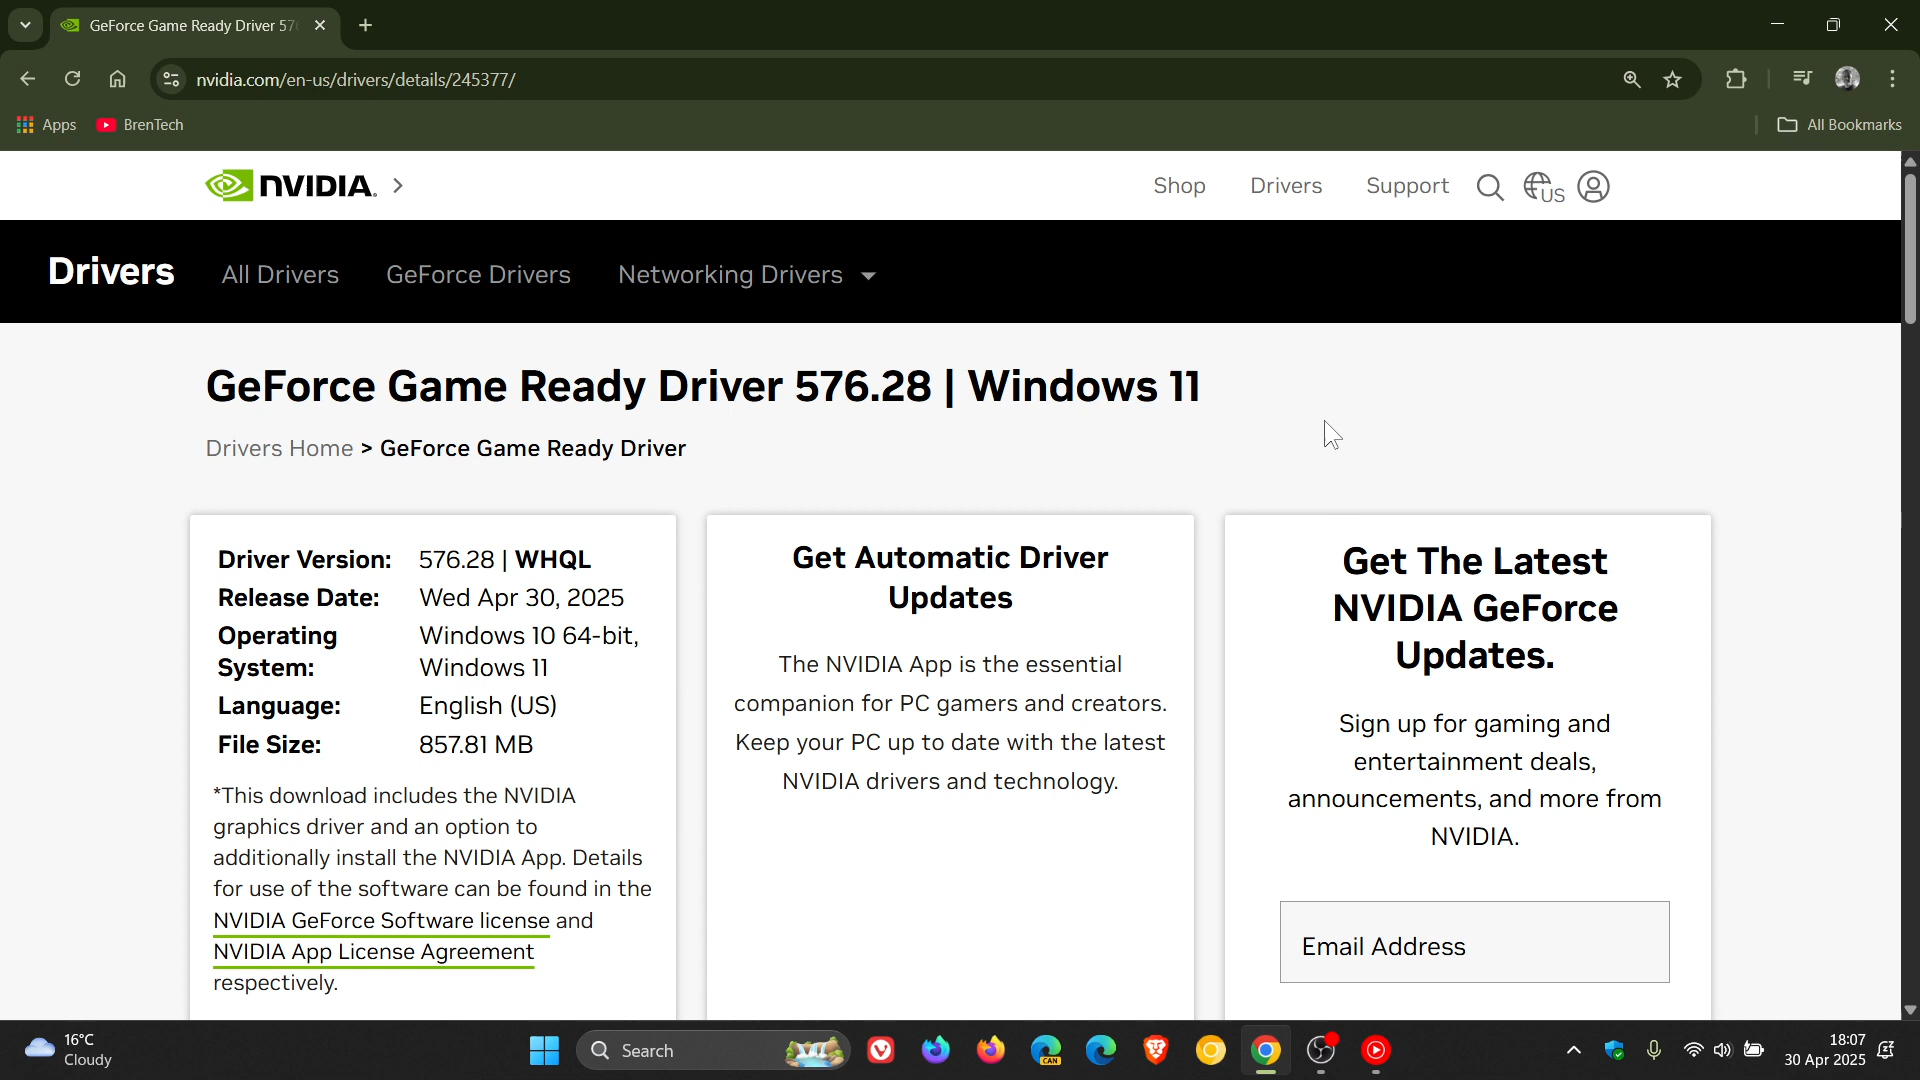 GeForce Game Ready Driver 57
nvidia.com/en-us/drivers/details/245377/
Apps
BrenTech
All Bookmarks
NVIDIA.
Shop
Drivers
Support
US
Drivers
All Drivers
GeForce Drivers
Networking Drivers
GeForce Game Ready Driver 576.28 | Windows 11
Drivers Home > GeForce Game Ready Driver
Driver Version: 576.28 | WHQL
Release Date: Wed Apr 30, 2025
Operating System: Windows 10 64-bit,
Windows 11
Language: English (US)
File Size: 857.81 MB
*This download includes the NVIDIA
graphics driver and an option to
additionally install the NVIDIA App. Details
for use of the software can be found in the
NVIDIA GeForce Software license and
NVIDIA App License Agreement
respectively.
Get Automatic Driver
Updates
The NVIDIA App is the essential
companion for PC gamers and creators.
Keep your PC up to date with the latest
NVIDIA drivers and technology.
Get The Latest
NVIDIA GeForce
Updates.
Sign up for gaming and
entertainment deals,
announcements, and more from
NVIDIA.
Email Address
16°C
Cloudy
Search
CAN
18:07
30 Apr 2025